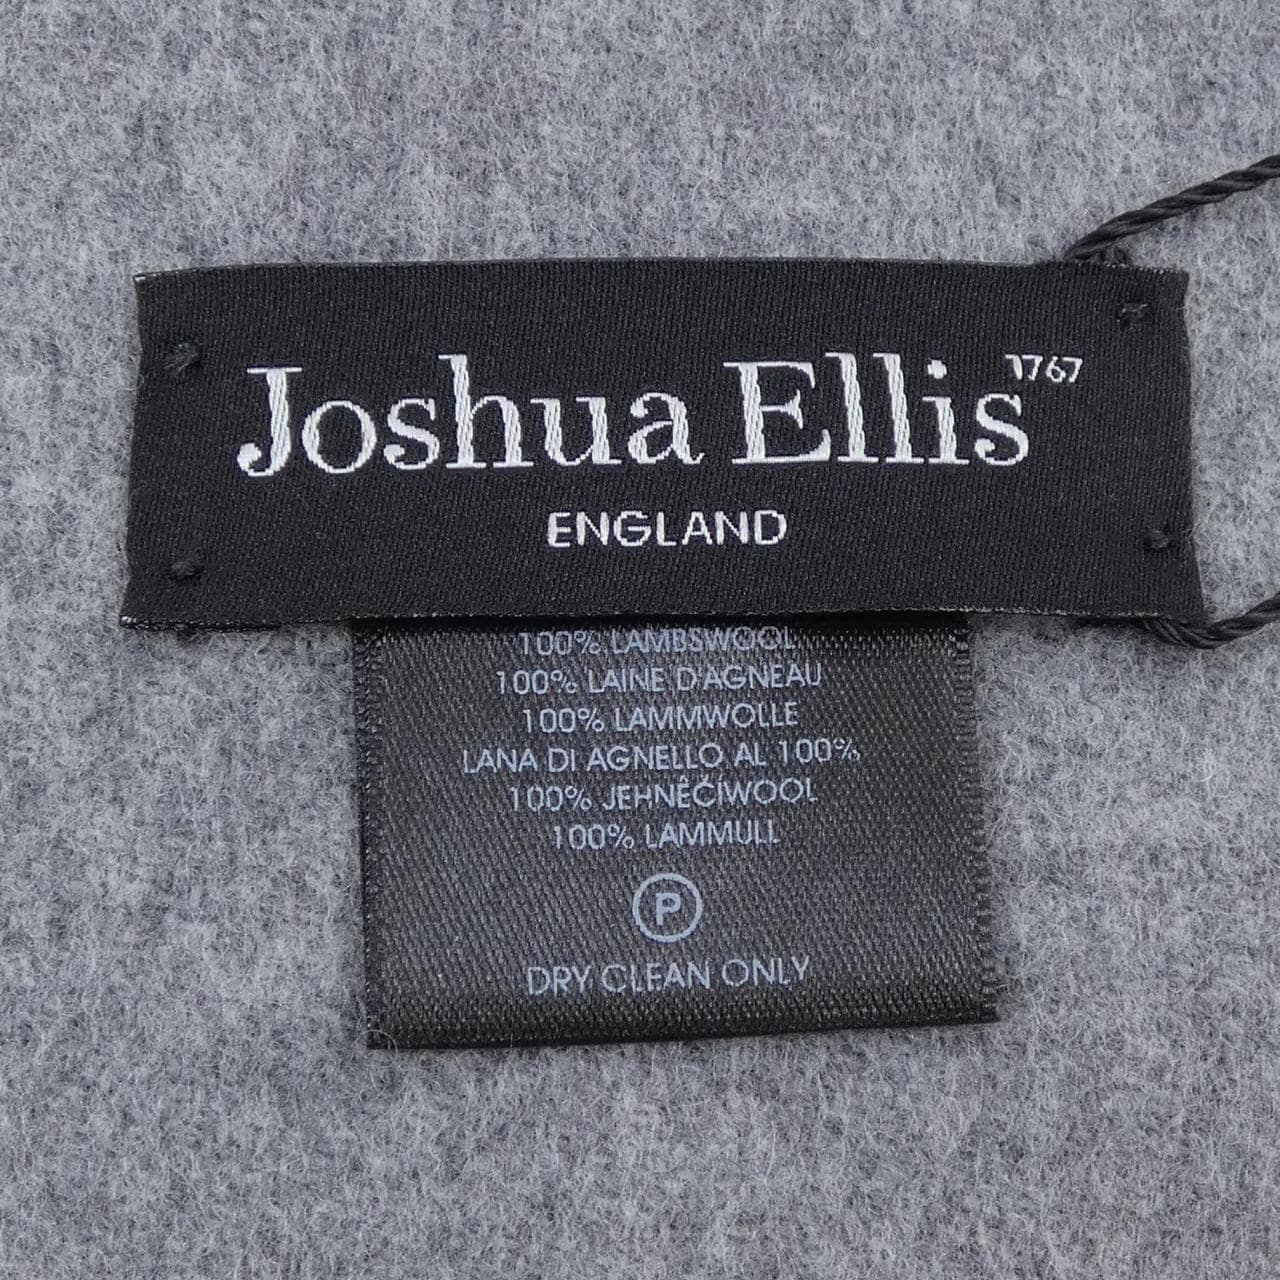 Joshua Ellis 1767
ENGLAND
100% LAMBSWOOL
100% LAINE D'AGNEAU
100% LAMMWOLLE
LANA DI AGNELLO AL 100%
100% JEHNĚČÍWOOL
100% LAMMULL
P
DRY CLEAN ONLY